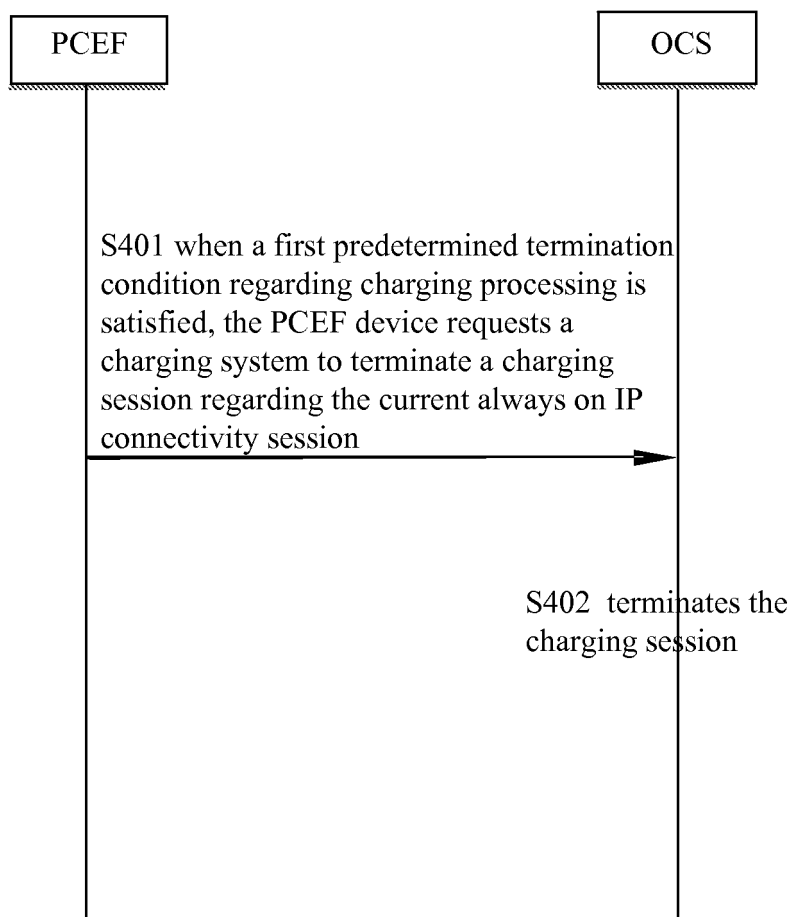 PCEF
OCS
S401 when a first predetermined termination
condition regarding charging processing is
satisfied, the PCEF device requests a
charging system to terminate a charging
session regarding the current always on IP
connectivity session
S402 terminates the
charging session